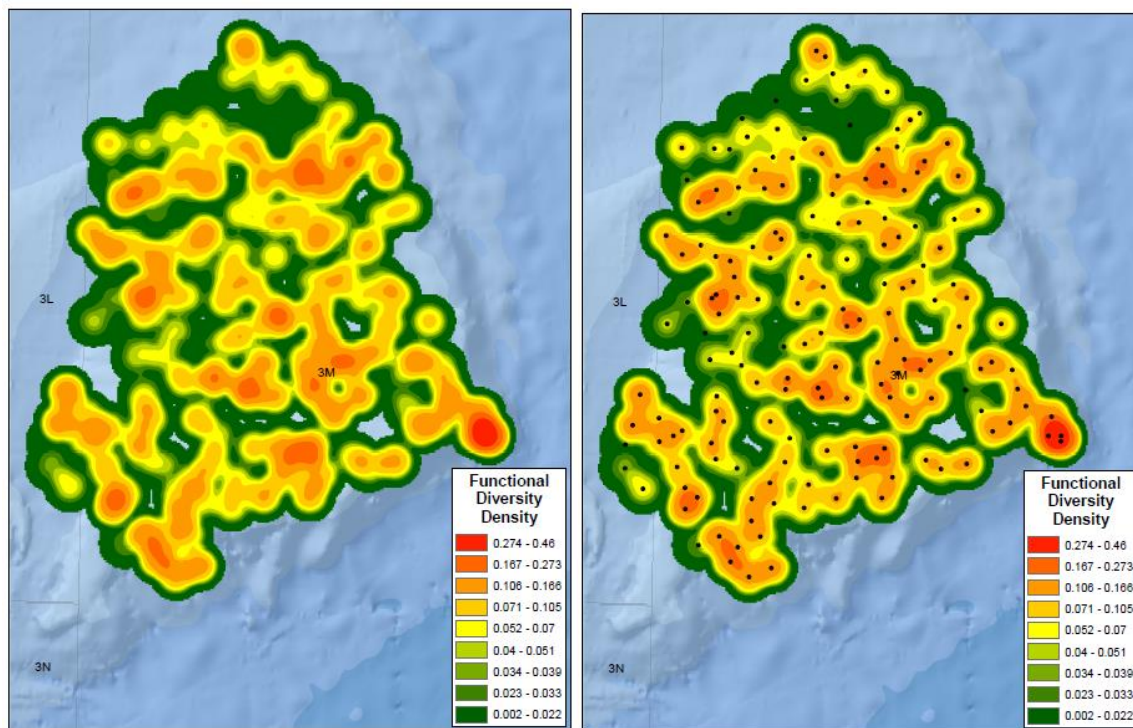 3L
3M
3N
Functional
Diversity
Density
0.274 - 0.46
0.167 - 0.273
0.106 - 0.166
0.071 - 0.105
0.052 - 0.07
0.04 - 0.051
0.034 - 0.039
0.023 - 0.033
0.002 - 0.022
3L
3M
3N
Functional
Diversity
Density
0.274 - 0.46
0.167 - 0.273
0.106 - 0.166
0.071 - 0.105
0.052 - 0.07
0.04 - 0.051
0.034 - 0.039
0.023 - 0.033
0.002 - 0.022